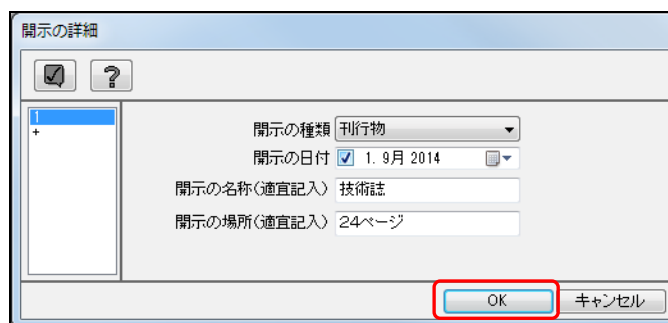 開示の詳細
?
1
+
開示の種類 刊行物
開示の日付 1. 9月 2014
開示の名称(適宜記入) 技術誌
開示の場所(適宜記入) 24ページ
OK キャンセル